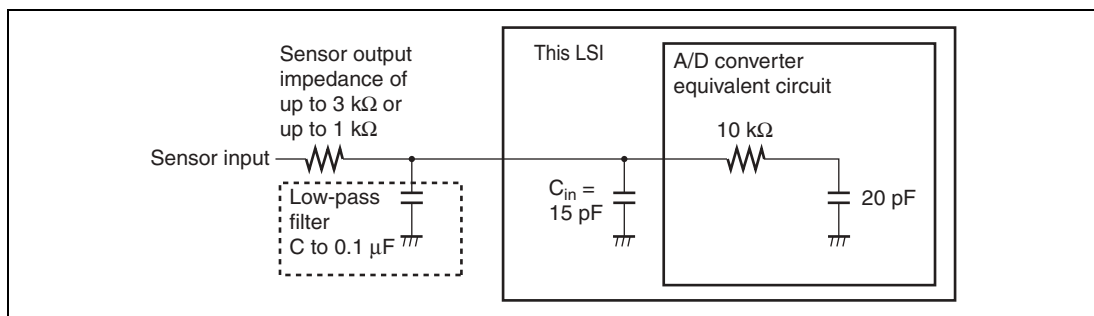 Sensor output
impedance of
up to 3 kΩ or
up to 1 kΩ
Sensor input
Low-pass
filter
C to 0.1 μF
This LSI
C_in =
15 pF
A/D converter
equivalent circuit
10 kΩ
20 pF